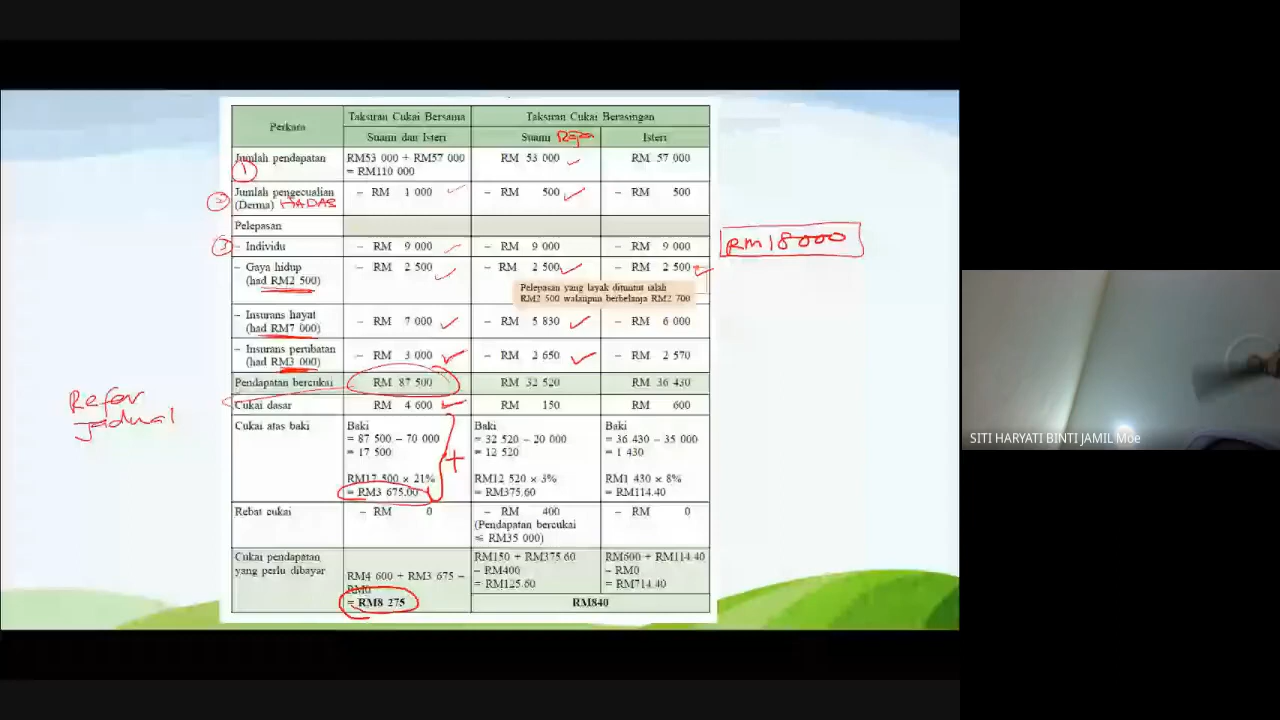 Perkara
Taksiran Cukai Bersama
Taksiran Cukai Berasingan
Suami dan Isteri
Suami
Isteri
Jumlah pendapatan
1
RM53 000 + RM57 000
= RM110 000
RM 53 000
RM 57 000
2
Jumlah pengecualian
(Derma) HADAS
– RM 1 000
– RM 500
– RM 500
Pelepasan
3
– Individu
– RM 9 000
– RM 9 000
– RM 9 000
RM18000
– Gaya hidup
(had RM2 500)
– RM 2 500
– RM 2 500
– RM 2 500
Pelepasan yang layak dituntut ialah
RM2 500 walaupun berbelanja RM2 700
– Insurans hayat
(had RM7 000)
– RM 7 000
– RM 5 830
– RM 6 000
– Insurans perubatan
(had RM3 000)
– RM 3 000
– RM 2 650
– RM 2 570
Pendapatan bercukai
RM 87 500
RM 32 520
RM 36 430
Refer
Jadual
Cukai dasar
RM 4 600
RM 150
RM 600
Cukai atas baki
Baki
= 87 500 – 70 000
= 17 500
RM17 500 × 21%
= RM3 675.00
+
Baki
= 32 520 – 20 000
= 12 520
RM12 520 × 3%
= RM375.60
Baki
= 36 430 – 35 000
= 1 430
RM1 430 × 8%
= RM114.40
Rebat cukai
– RM 0
– RM 400
(Pendapatan bercukai
≤ RM35 000)
– RM 0
Cukai pendapatan
yang perlu dibayar
RM4 600 + RM3 675 –
RM0
= RM8 275
RM150 + RM375.60
– RM400
= RM125.60
RM600 + RM114.40
– RM0
= RM714.40
RM840
SITI HARYATI BINTI JAMIL Moe